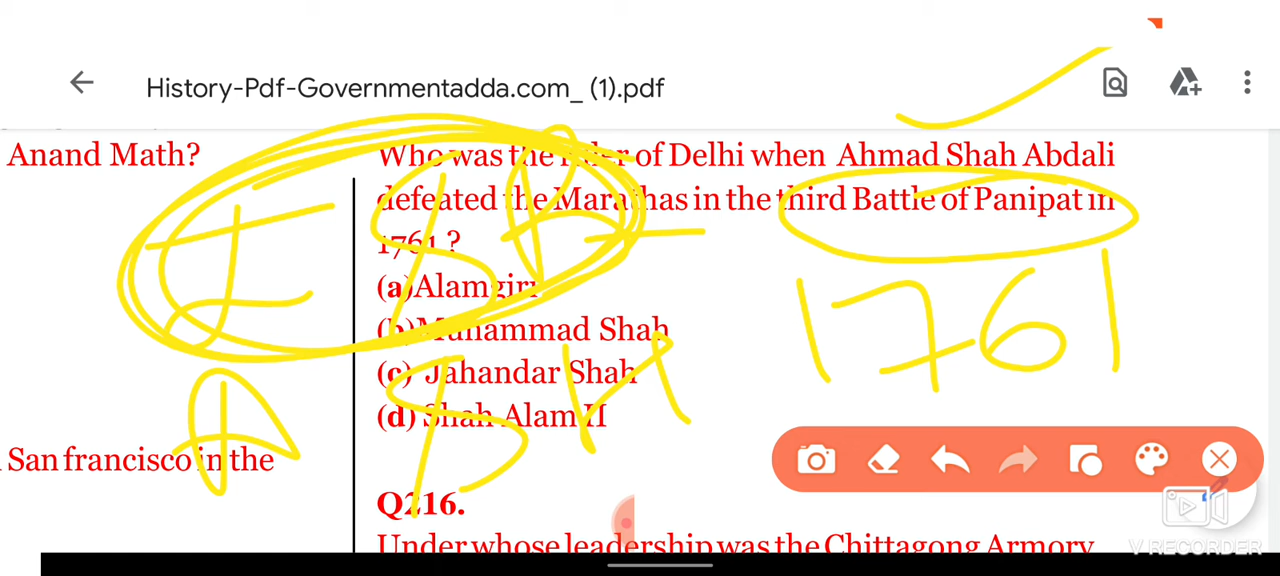 History-Pdf-Governmentadda.com_ (1).pdf
Anand Math?
San francisco in the
Who was the ruler of Delhi when Ahmad Shah Abdali
defeated the Marathas in the third Battle of Panipat in
1761 ?
(a)Alamgiri
(b)Muhammad Shah
(c) Jahandar Shah
(d) Shah Alam II
1761
Q216.
Under whose leadership was the Chittagong Armory
V RECORDER